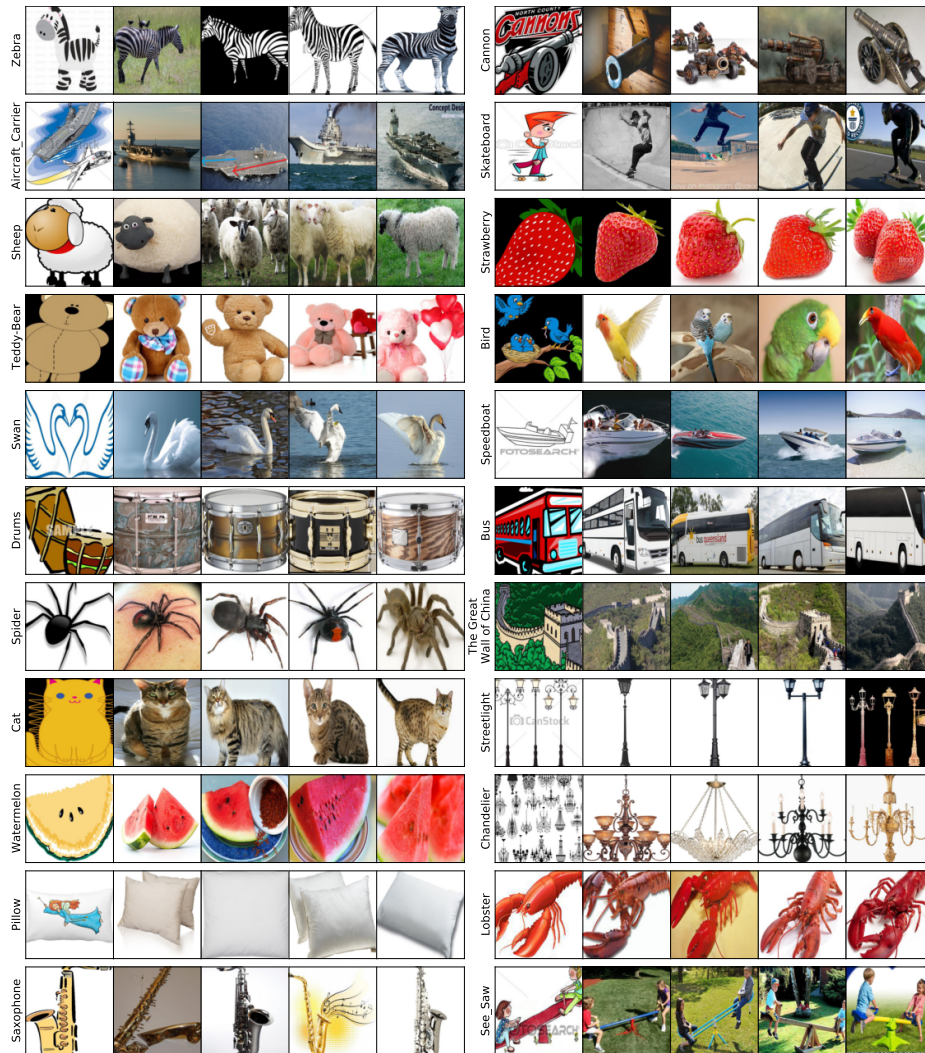 Zebra
NORTH COUNTY
Cannons
Cannon
Aircraft_Carrier
Concept Desi
Skateboard
Sheep
Strawberry
Teddy-Bear
Bird
Swan
FOTOSEARCH
Speedboat
Drums
SAMPLE
bus queensland
Bus
Spider
The Great
Wall of China
Cat
CanStock
Streetlight
Watermelon
Chandelier
Pillow
Lobster
Saxophone
FOTOSEARCH
See_Saw